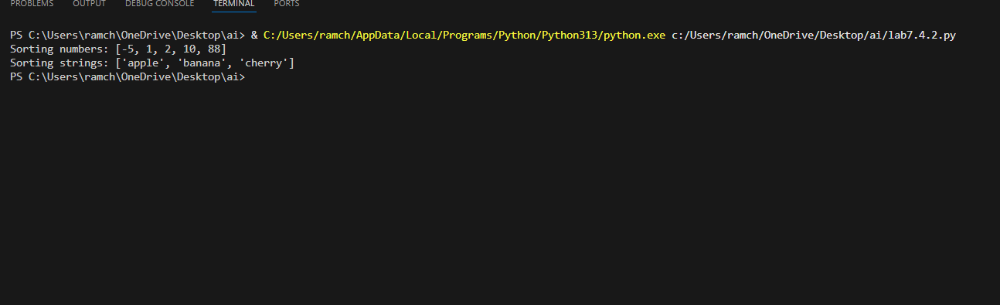 PROBLEMS OUTPUT DEBUG CONSOLE TERMINAL PORTS
PS C:\Users\ramch\OneDrive\Desktop\ai> & C:/Users/ramch/AppData/Local/Programs/Python/Python313/python.exe c:/Users/ramch/OneDrive/Desktop/ai/lab7.4.2.py
Sorting numbers: [-5, 1, 2, 10, 88]
Sorting strings: ['apple', 'banana', 'cherry']
PS C:\Users\ramch\OneDrive\Desktop\ai>